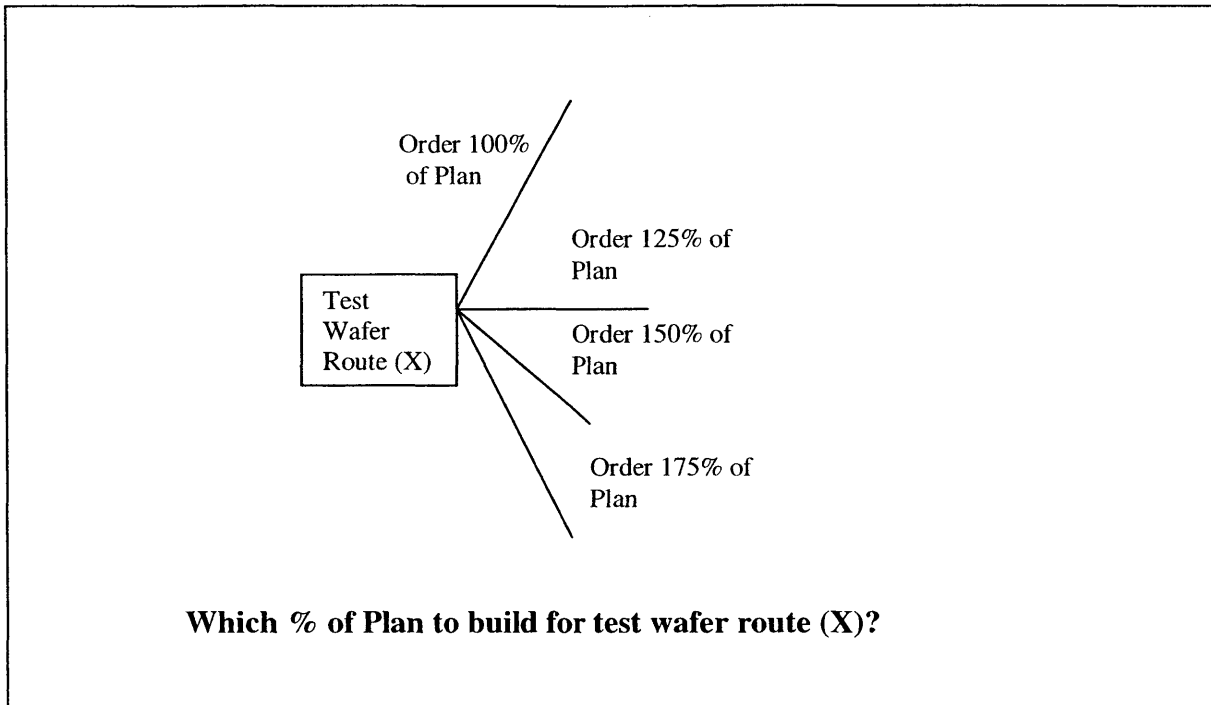 Order 100%
of Plan
Order 125% of
Plan
Test
Wafer
Route (X)
Order 150% of
Plan
Order 175% of
Plan
Which % of Plan to build for test wafer route (X)?